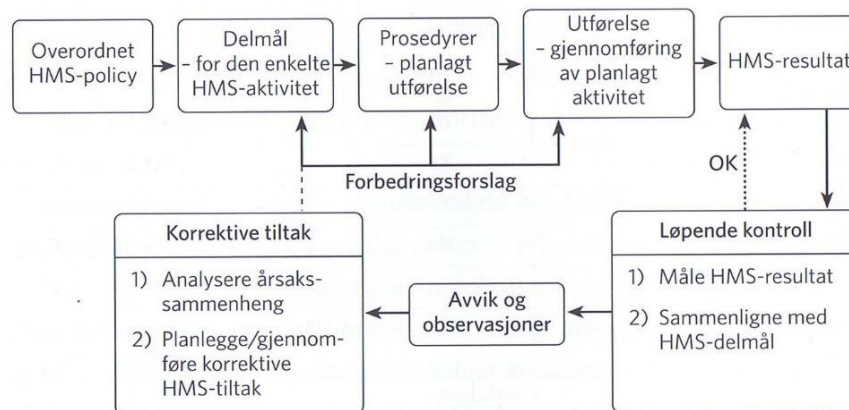 Overordnet
HMS-policy
Delmål
– for den enkelte
HMS-aktivitet
Prosedyrer
– planlagt
utførelse
Utførelse
– gjennomføring
av planlagt
aktivitet
HMS-resultat
Forbedringsforslag
OK
Korrektive tiltak
1) Analysere årsaks-
sammenheng
2) Planlegge/gjennom-
føre korrektive
HMS-tiltak
Avvik og
observasjoner
Løpende kontroll
1) Måle HMS-resultat
2) Sammenligne med
HMS-delmål